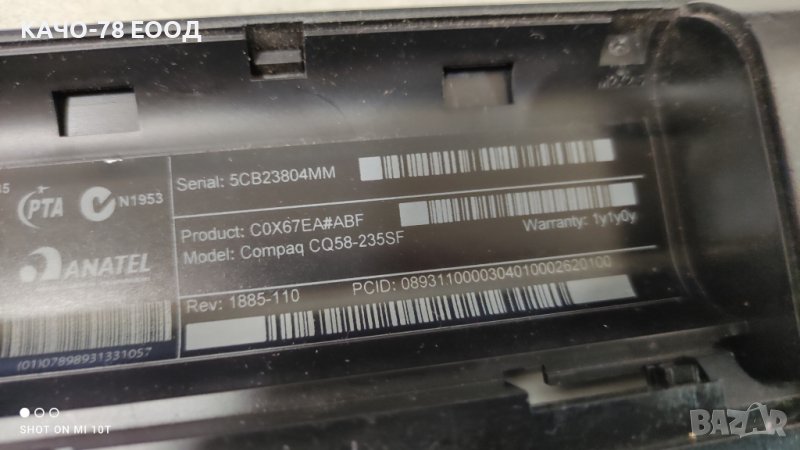 КАЧО-78 ЕООД
PTA
N1953
ANATEL
(01)07898931331057
Serial: 5CB23804MM
Product: C0X67EA#ABF
Model: Compaq CQ58-235SF
Warranty: 1y1y0y
Rev: 1885-110
PCID: 0893110000304010002620100
SHOT ON MI 10T
BAZAR